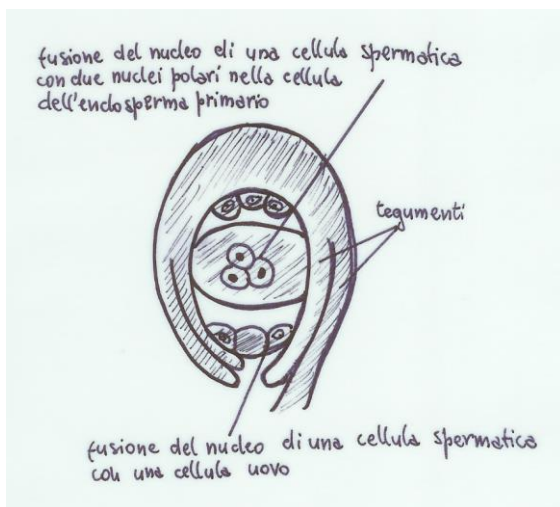 fusione del nucleo di una cellula spermatica
con due nuclei polari nella cellula
dell'endosperma primario
tegumenti
fusione del nucleo di una cellula spermatica
con una cellula uovo